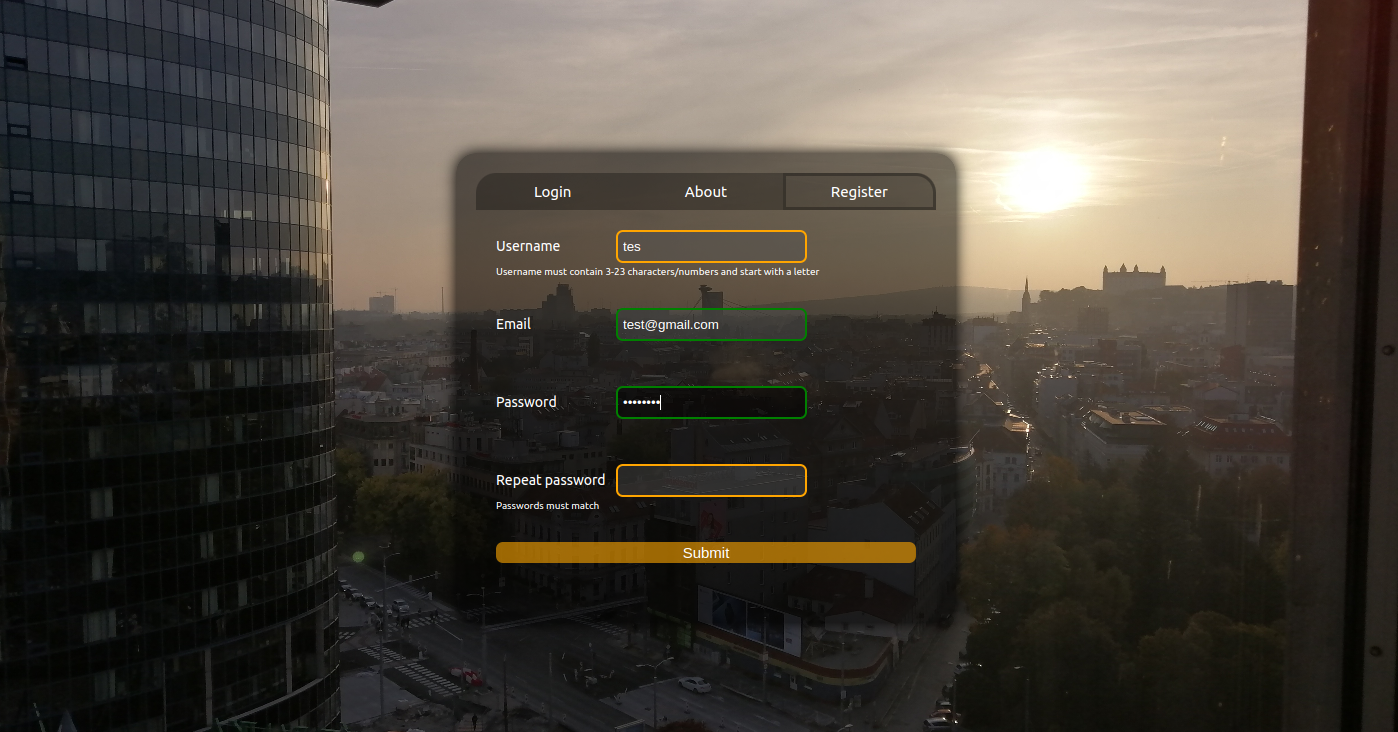 Login About Register
Username tes
Username must contain 3-23 characters/numbers and start with a letter
Email test@gmail.com
Password ••••••••
Repeat password
Passwords must match
Submit